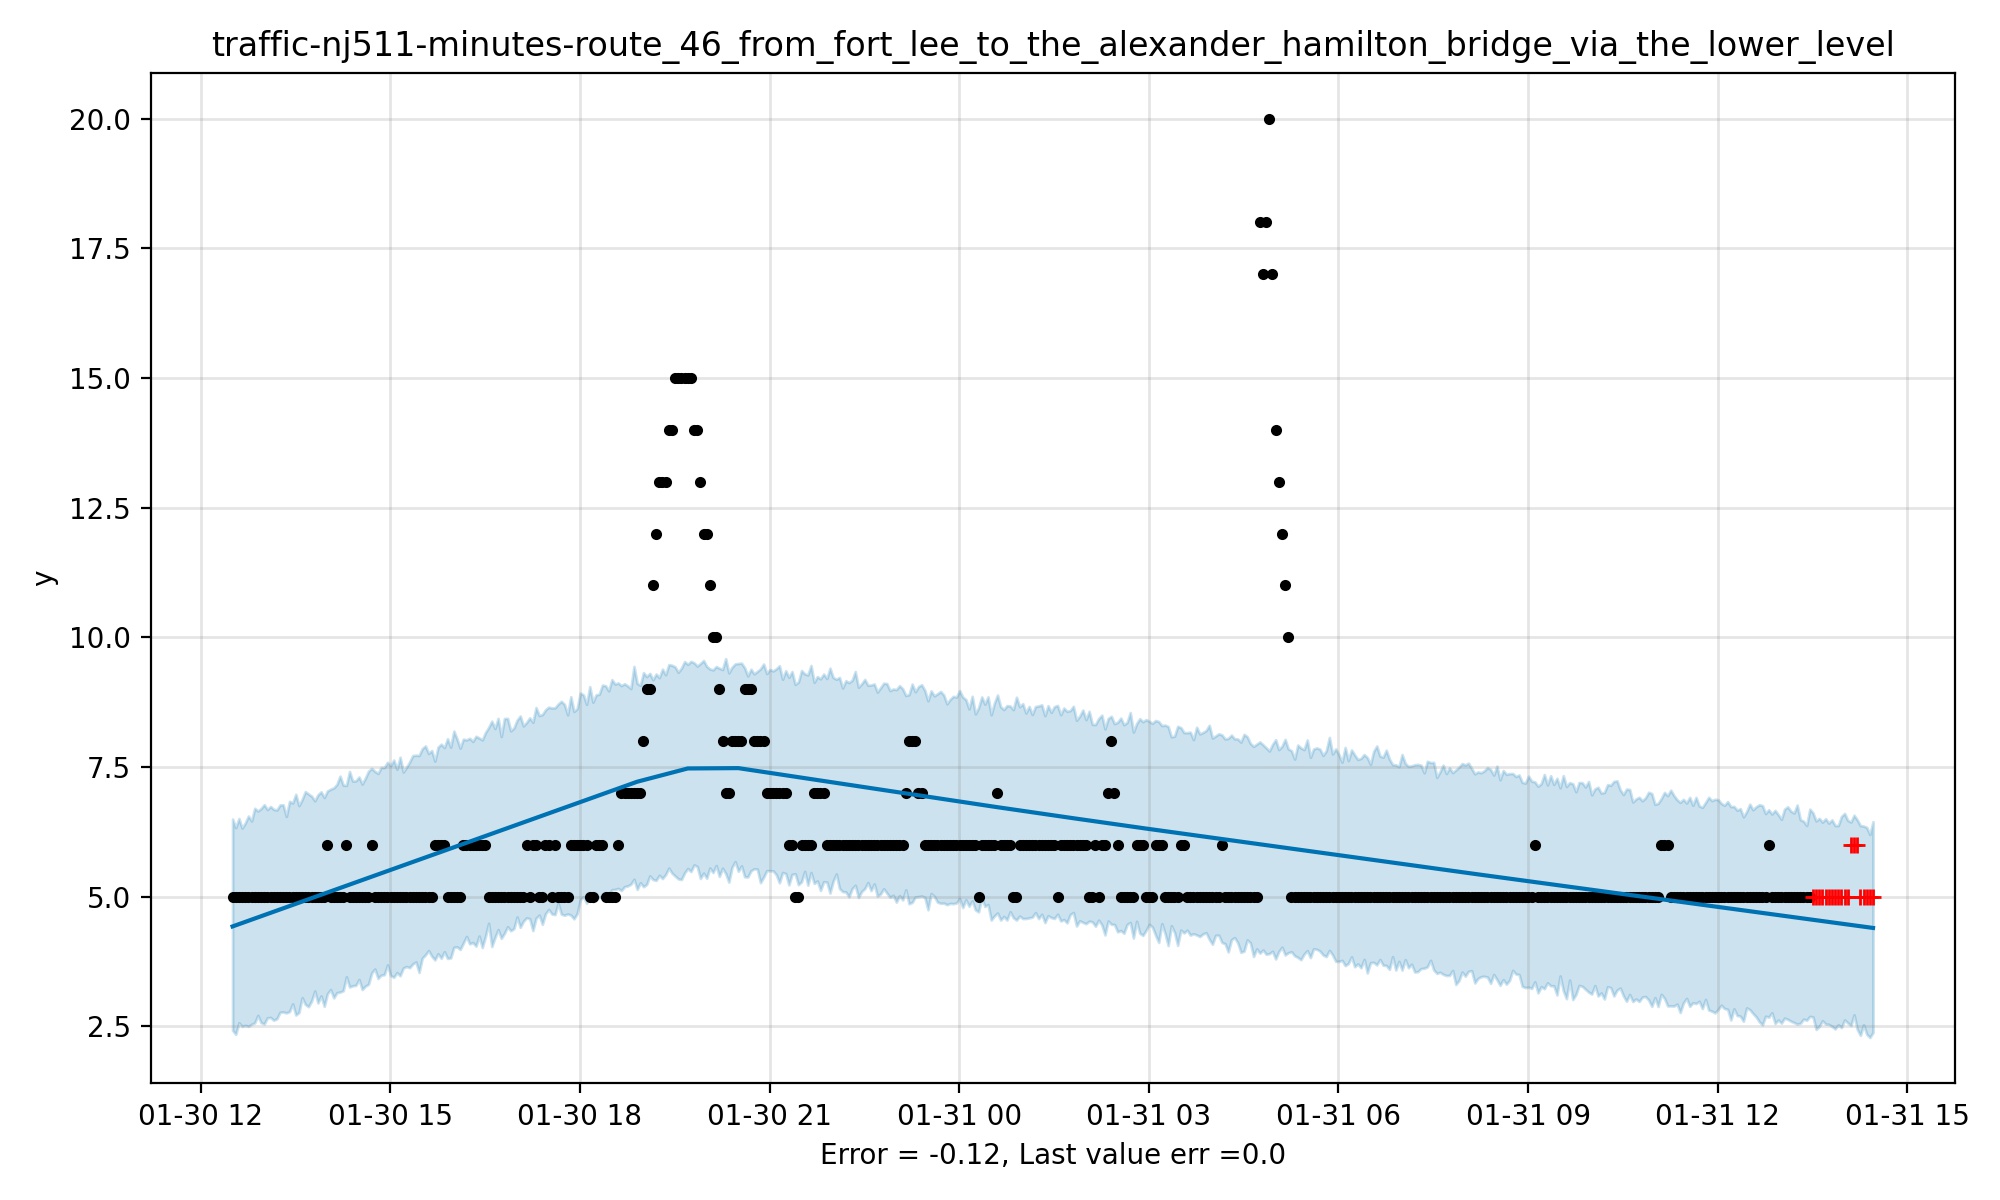 traffic-nj511-minutes-route_46_from_fort_lee_to_the_alexander_hamilton_bridge_via_the_lower_level
20.0
17.5
15.0
12.5
10.0
7.5
5.0
2.5
y
01-30 12 01-30 15 01-30 18 01-30 21 01-31 00 01-31 03 01-31 06 01-31 09 01-31 12 01-31 15
Error = -0.12, Last value err =0.0